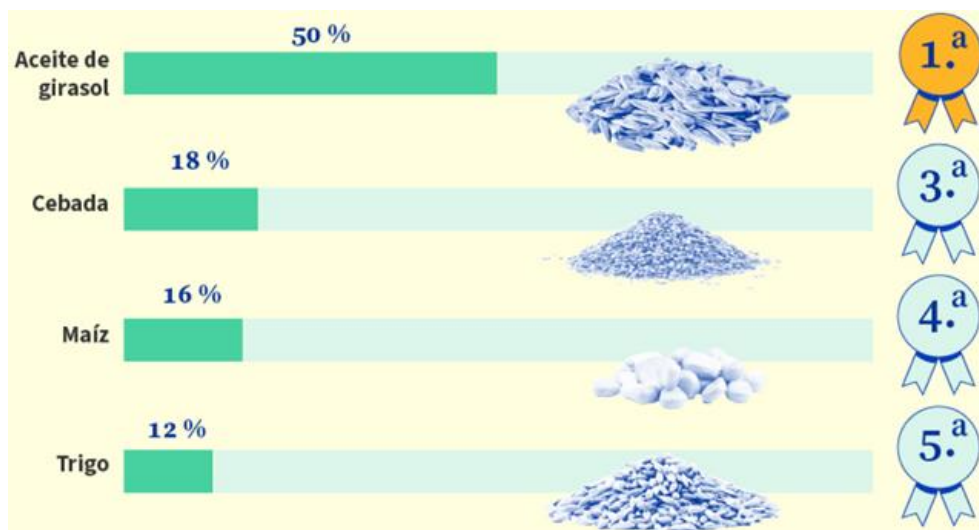 50 %
Aceite de
girasol
1.ª
18 %
Cebada
3.ª
16 %
Maíz
4.ª
12 %
Trigo
5.ª